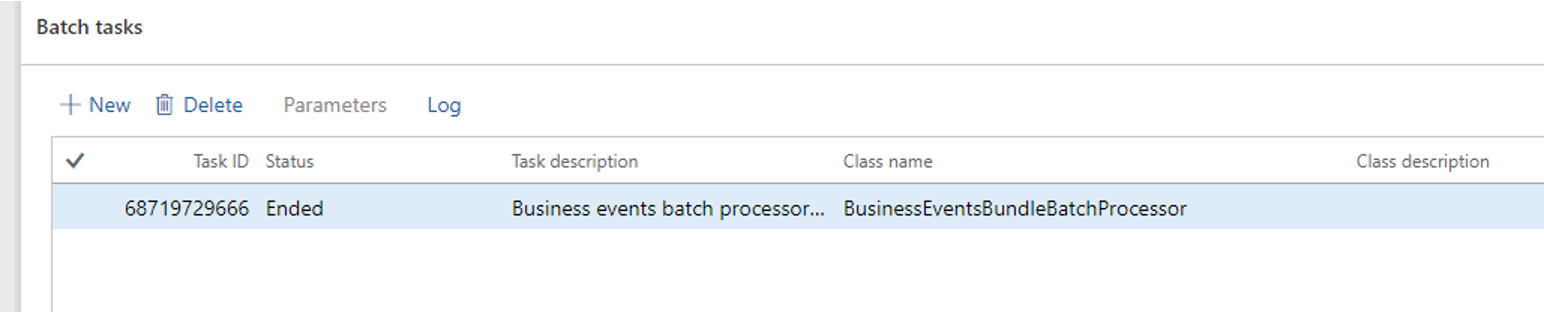 Batch tasks
New Delete Parameters Log
Task ID Status Task description Class name Class description
68719729666 Ended Business events batch processor... BusinessEventsBundleBatchProcessor